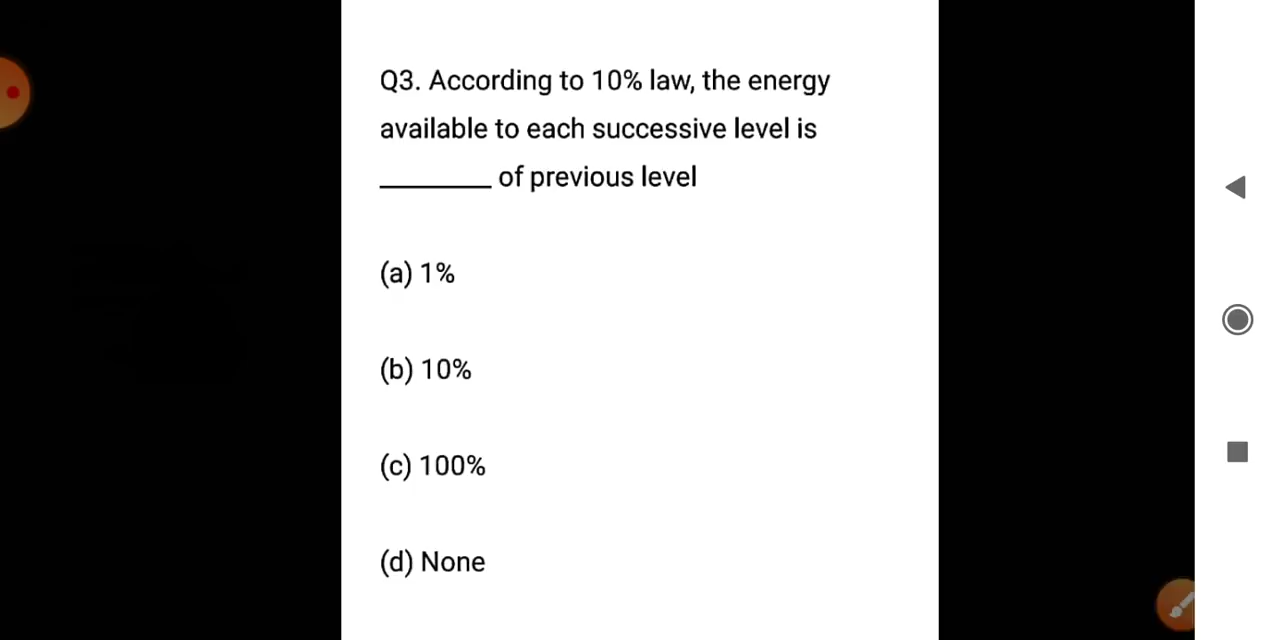 Q3. According to 10% law, the energy
available to each successive level is
________ of previous level
(a) 1%
(b) 10%
(c) 100%
(d) None